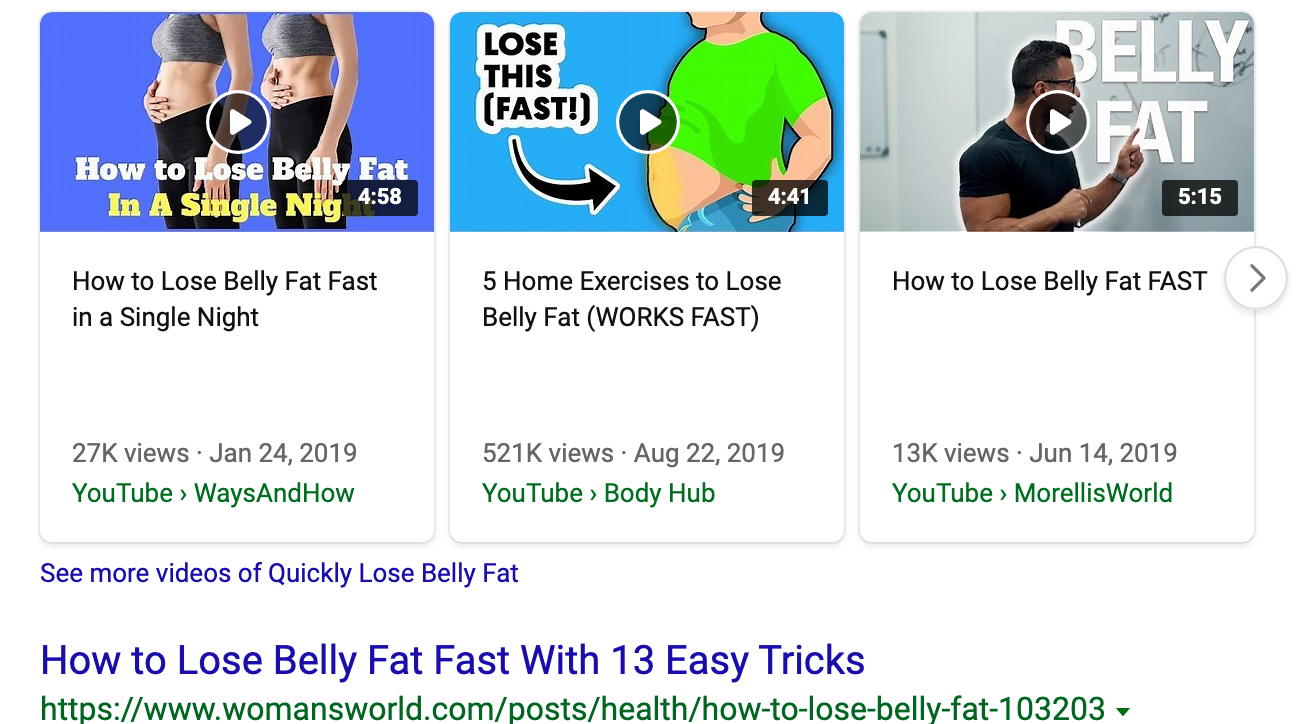 How to Lose Belly Fat
In A Single Night
4:58
LOSE
THIS
(FAST!)
4:41
BELLY
FAT
5:15
How to Lose Belly Fat Fast
in a Single Night
5 Home Exercises to Lose
Belly Fat (WORKS FAST)
How to Lose Belly Fat FAST
27K views · Jan 24, 2019
YouTube › WaysAndHow
521K views · Aug 22, 2019
YouTube › Body Hub
13K views · Jun 14, 2019
YouTube › MorellisWorld
See more videos of Quickly Lose Belly Fat
How to Lose Belly Fat Fast With 13 Easy Tricks
https://www.womansworld.com/posts/health/how-to-lose-belly-fat-103203